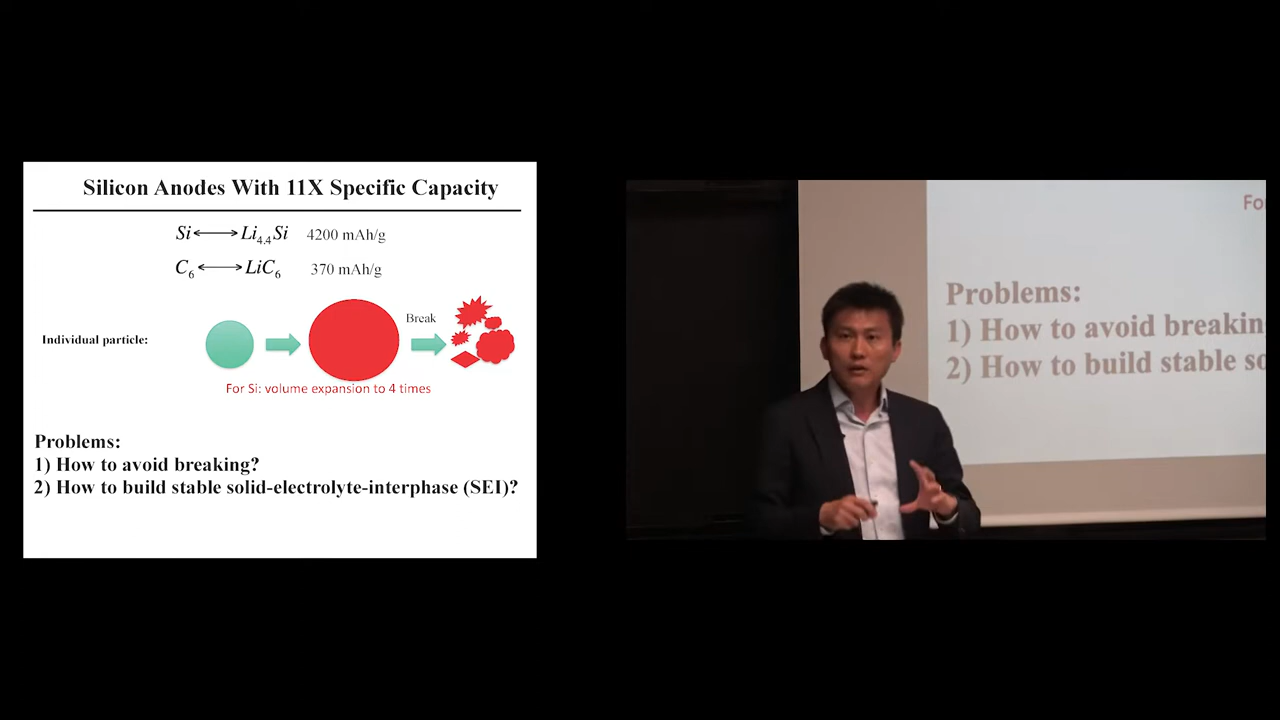 Silicon Anodes With 11X Specific Capacity
Si ⟷ Li4.4Si 4200 mAh/g
C6 ⟷ LiC6 370 mAh/g
Break
Individual particle:
For Si: volume expansion to 4 times
Problems:
1) How to avoid breaking?
2) How to build stable solid-electrolyte-interphase (SEI)?
Fo
Problems:
1) How to avoid breakin
2) How to build stable so